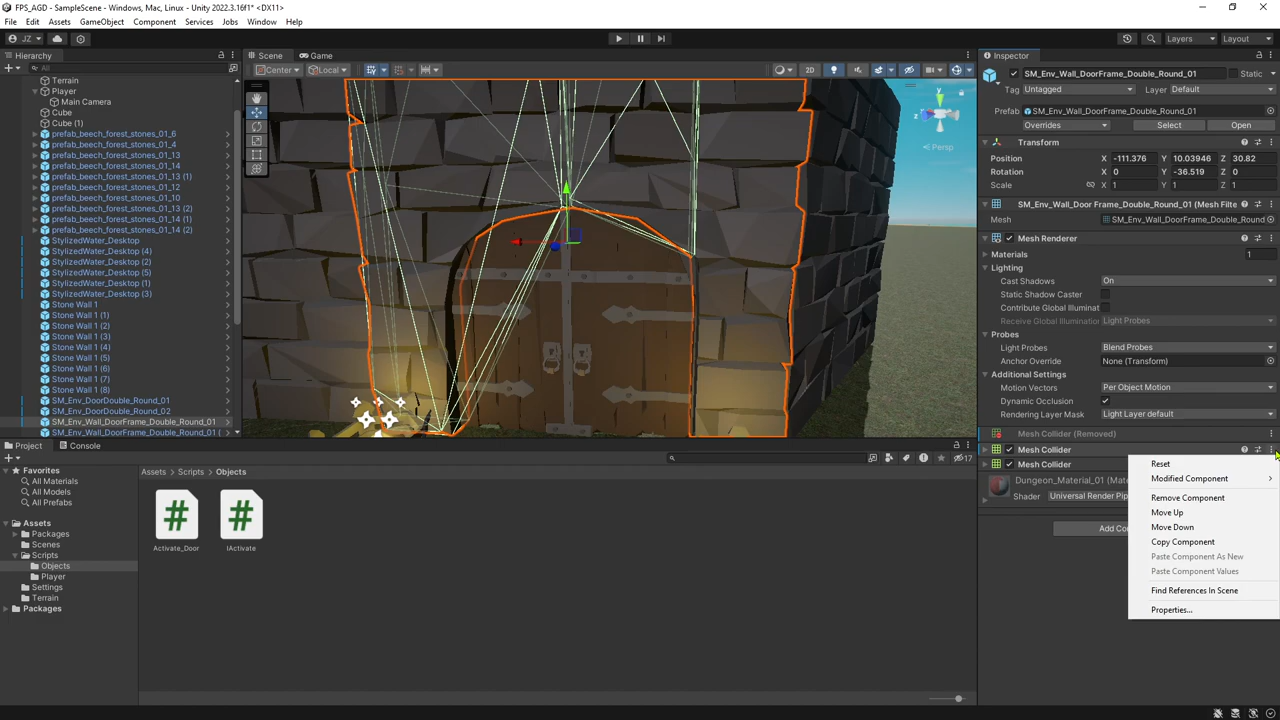 FPS_AGD - SampleScene - Windows, Mac, Linux - Unity 2022.3.16f1* <DX11>
File Edit Assets GameObject Component Services Jobs Window Help
JZ
Layers Layout
Hierarchy
All
Terrain
Player
Main Camera
Cube
Cube (1)
prefab_beech_forest_stones_01_6
prefab_beech_forest_stones_01_4
prefab_beech_forest_stones_01_13
prefab_beech_forest_stones_01_14
prefab_beech_forest_stones_01_13 (1)
prefab_beech_forest_stones_01_12
prefab_beech_forest_stones_01_10
prefab_beech_forest_stones_01_13 (2)
prefab_beech_forest_stones_01_14 (1)
prefab_beech_forest_stones_01_14 (2)
StylizedWater_Desktop
StylizedWater_Desktop (4)
StylizedWater_Desktop (2)
StylizedWater_Desktop (5)
StylizedWater_Desktop (1)
StylizedWater_Desktop (3)
Stone Wall 1
Stone Wall 1 (1)
Stone Wall 1 (2)
Stone Wall 1 (3)
Stone Wall 1 (4)
Stone Wall 1 (5)
Stone Wall 1 (6)
Stone Wall 1 (7)
Stone Wall 1 (8)
SM_Env_DoorDouble_Round_01
SM_Env_DoorDouble_Round_02
SM_Env_Wall_DoorFrame_Double_Round_01
SM_Env_Wall_DoorFrame_Double_Round_01 (
Scene Game
Center Local 2D
y
z
Persp
Inspector
SM_Env_Wall_DoorFrame_Double_Round_01 Static
Tag Untagged Layer Default
Prefab SM_Env_Wall_DoorFrame_Double_Round_01
Overrides Select Open
Transform
Position X -111.376 Y 10.03946 Z 30.82
Rotation X 0 Y -36.519 Z 0
Scale X 1 Y 1 Z 1
SM_Env_Wall_Door Frame_Double_Round_01 (Mesh Filte
Mesh SM_Env_Wall_DoorFrame_Double_Round
Mesh Renderer
Materials 1
Lighting
Cast Shadows On
Static Shadow Caster
Contribute Global Illuminat
Receive Global Illumination Light Probes
Probes
Light Probes Blend Probes
Anchor Override None (Transform)
Additional Settings
Motion Vectors Per Object Motion
Dynamic Occlusion
Rendering Layer Mask Light Layer default
Mesh Collider (Removed)
Mesh Collider
Mesh Collider
Dungeon_Material_01 (Mate
Shader Universal Render Pip
Add Co
Reset
Modified Component
Remove Component
Move Up
Move Down
Copy Component
Paste Component As New
Paste Component Values
Find References In Scene
Properties...
Project Console
17
Favorites
All Materials
All Models
All Prefabs
Assets
Packages
Scenes
Scripts
Objects
Player
Settings
Terrain
Packages
Assets > Scripts > Objects
# #
Activate_Door IActivate